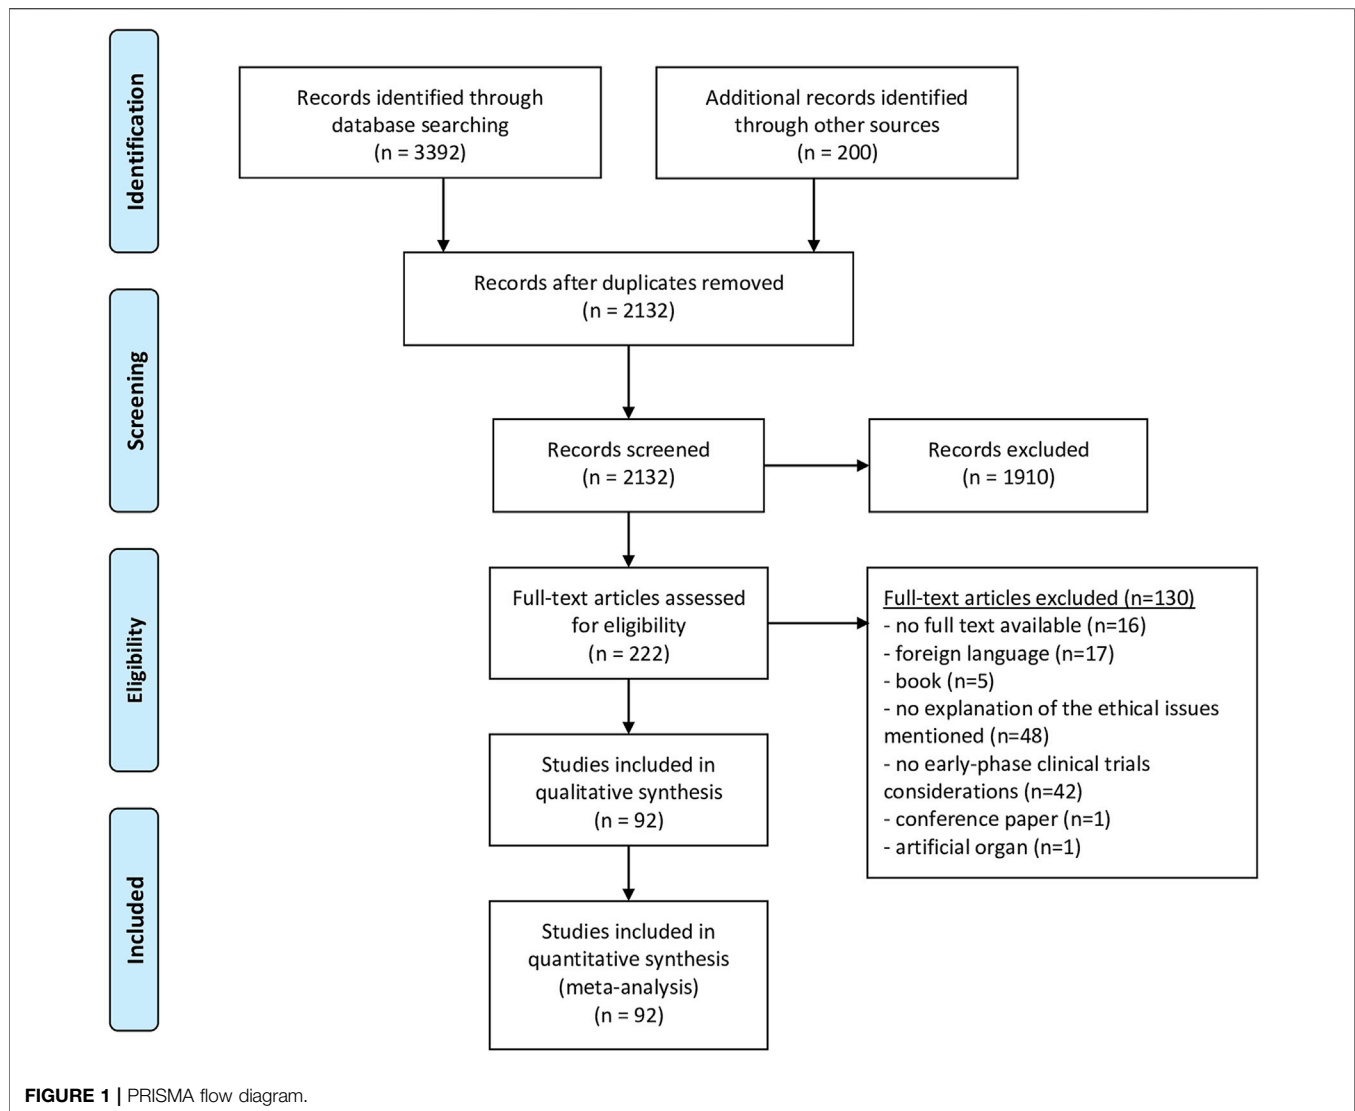 Identification
Records identified through
database searching
(n = 3392)
Additional records identified
through other sources
(n = 200)
Records after duplicates removed
(n = 2132)
Screening
Records screened
(n = 2132)
Records excluded
(n = 1910)
Eligibility
Full-text articles assessed
for eligibility
(n = 222)
Full-text articles excluded (n=130)
- no full text available (n=16)
- foreign language (n=17)
- book (n=5)
- no explanation of the ethical issues
mentioned (n=48)
- no early-phase clinical trials
considerations (n=42)
- conference paper (n=1)
- artificial organ (n=1)
Studies included in
qualitative synthesis
(n = 92)
Included
Studies included in
quantitative synthesis
(meta-analysis)
(n = 92)
FIGURE 1 | PRISMA flow diagram.